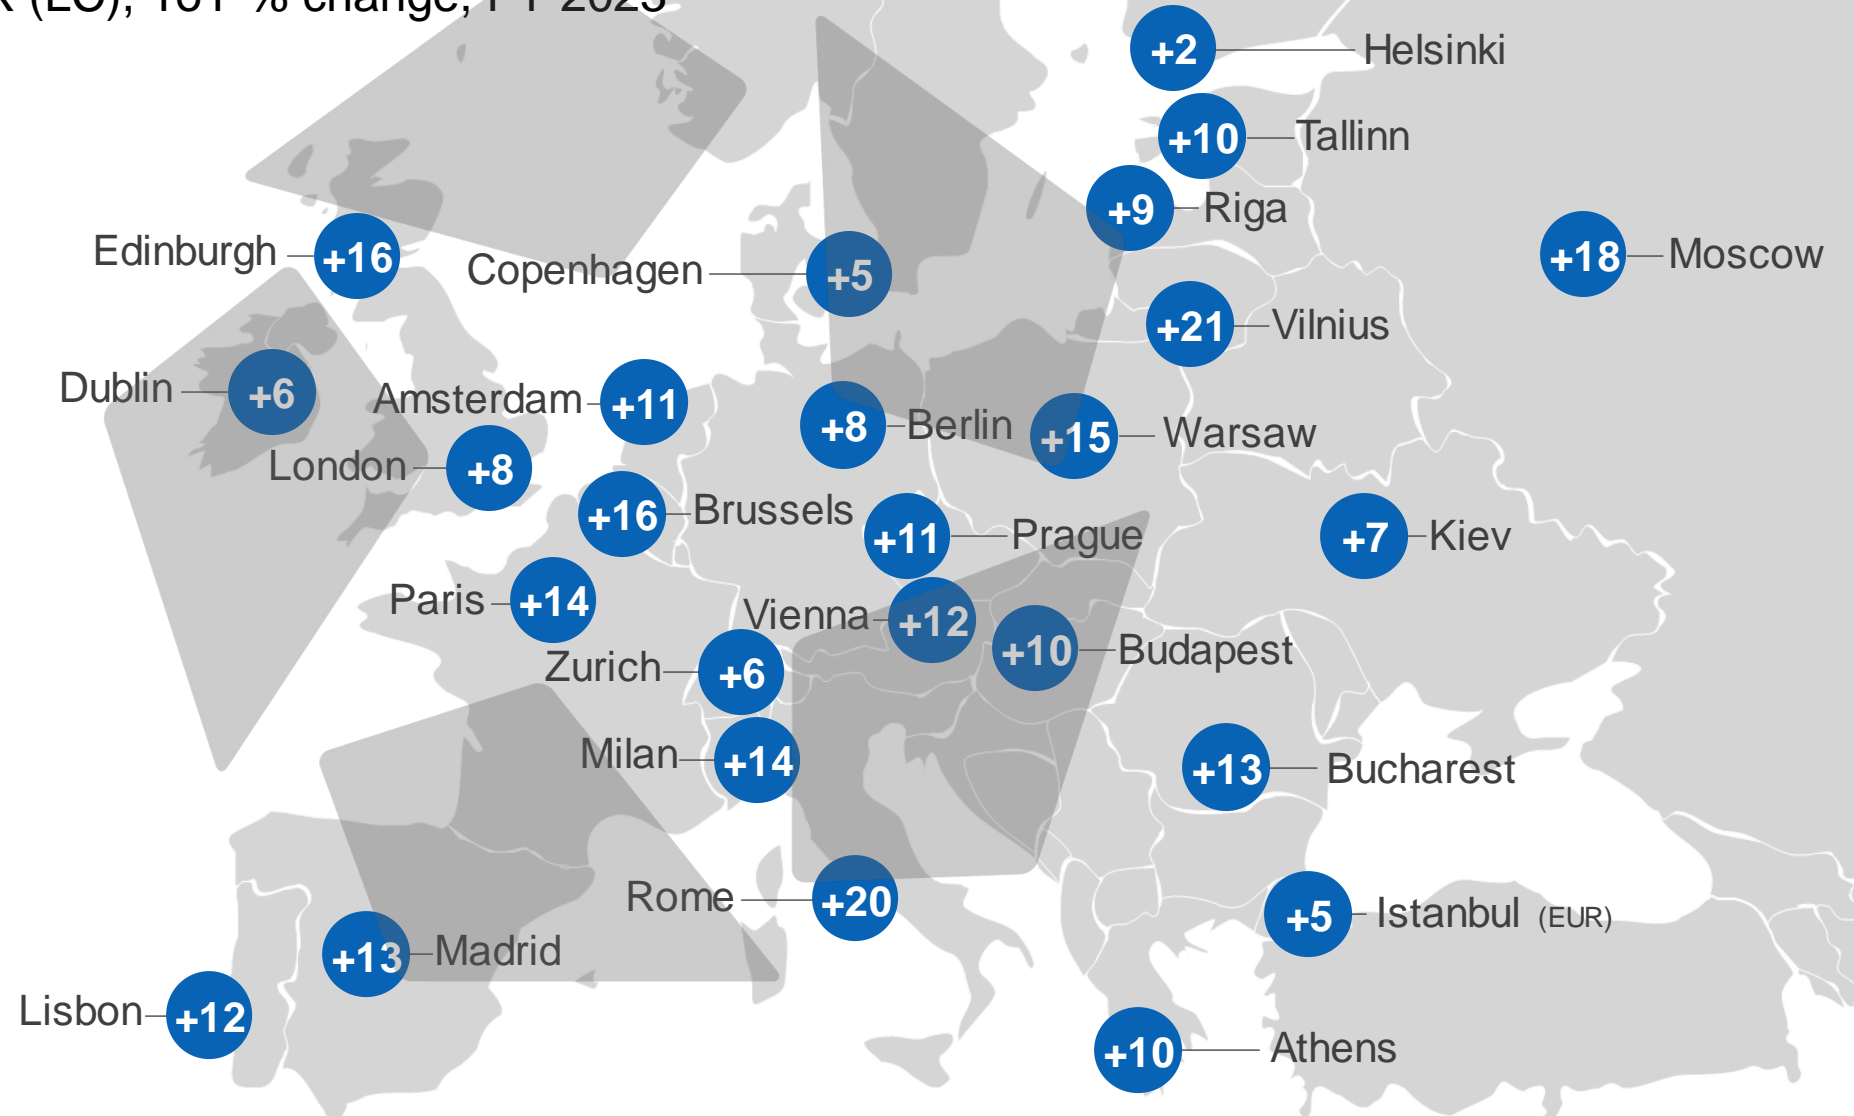 +2 Helsinki
+10 Tallinn
+9 Riga
Edinburgh +16
Copenhagen +5
+18 Moscow
+21 Vilnius
Dublin +6
Amsterdam +11
+8 Berlin
+15 Warsaw
London +8
+16 Brussels
+11 Prague
+7 Kiev
Paris +14
Vienna +12
+10 Budapest
Zurich +6
Milan +14
+13 Bucharest
Rome +20
+5 Istanbul (EUR)
+13 Madrid
Lisbon +12
+10 Athens